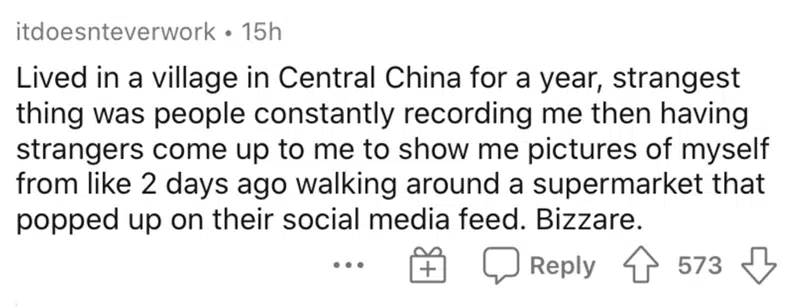 itdoesnteverwork • 15h
Lived in a village in Central China for a year, strangest
thing was people constantly recording me then having
strangers come up to me to show me pictures of myself
from like 2 days ago walking around a supermarket that
popped up on their social media feed. Bizzare.
Reply 573